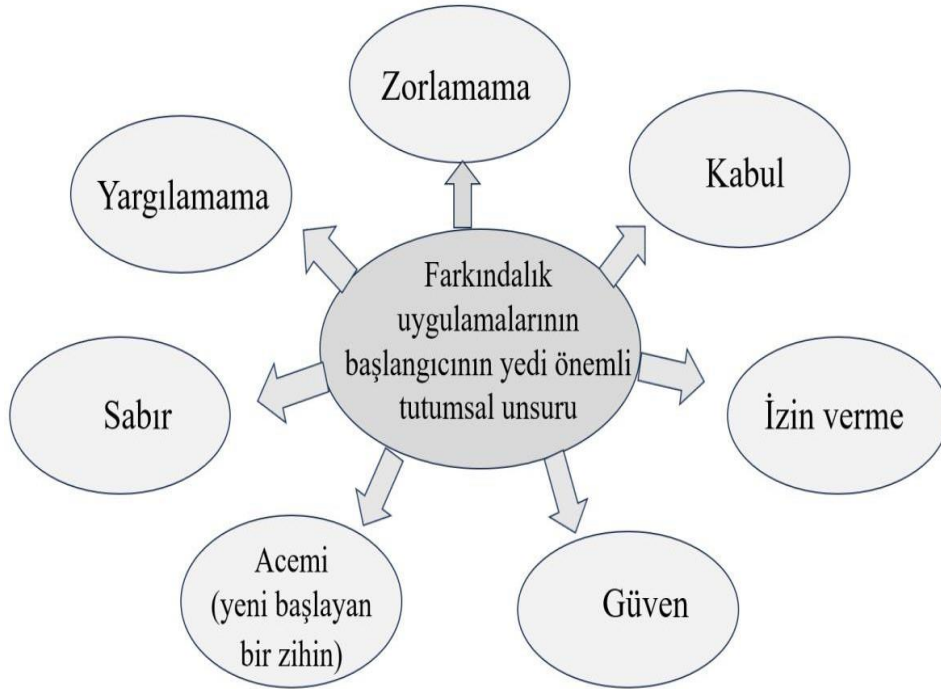 Zorlamama
Kabul
Yargılamama
Farkındalık
uygulamalarının
başlangıcının yedi önemli
tutumsal unsuru
Sabır
İzin verme
Acemi
(yeni başlayan
bir zihin)
Güven